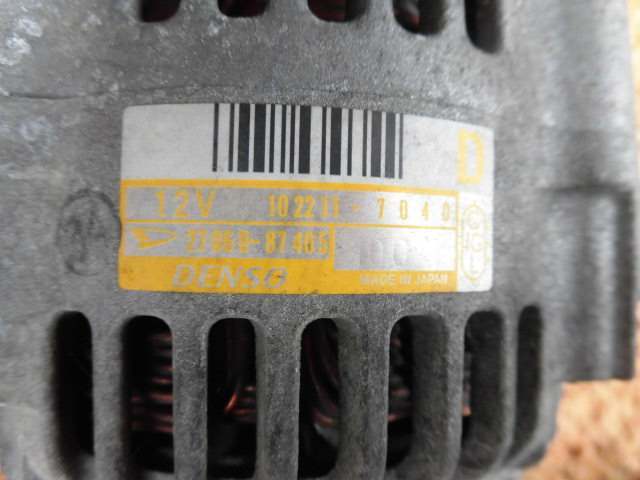 D
12V 102211-7040
27060-87405
DENSO MADE IN JAPAN